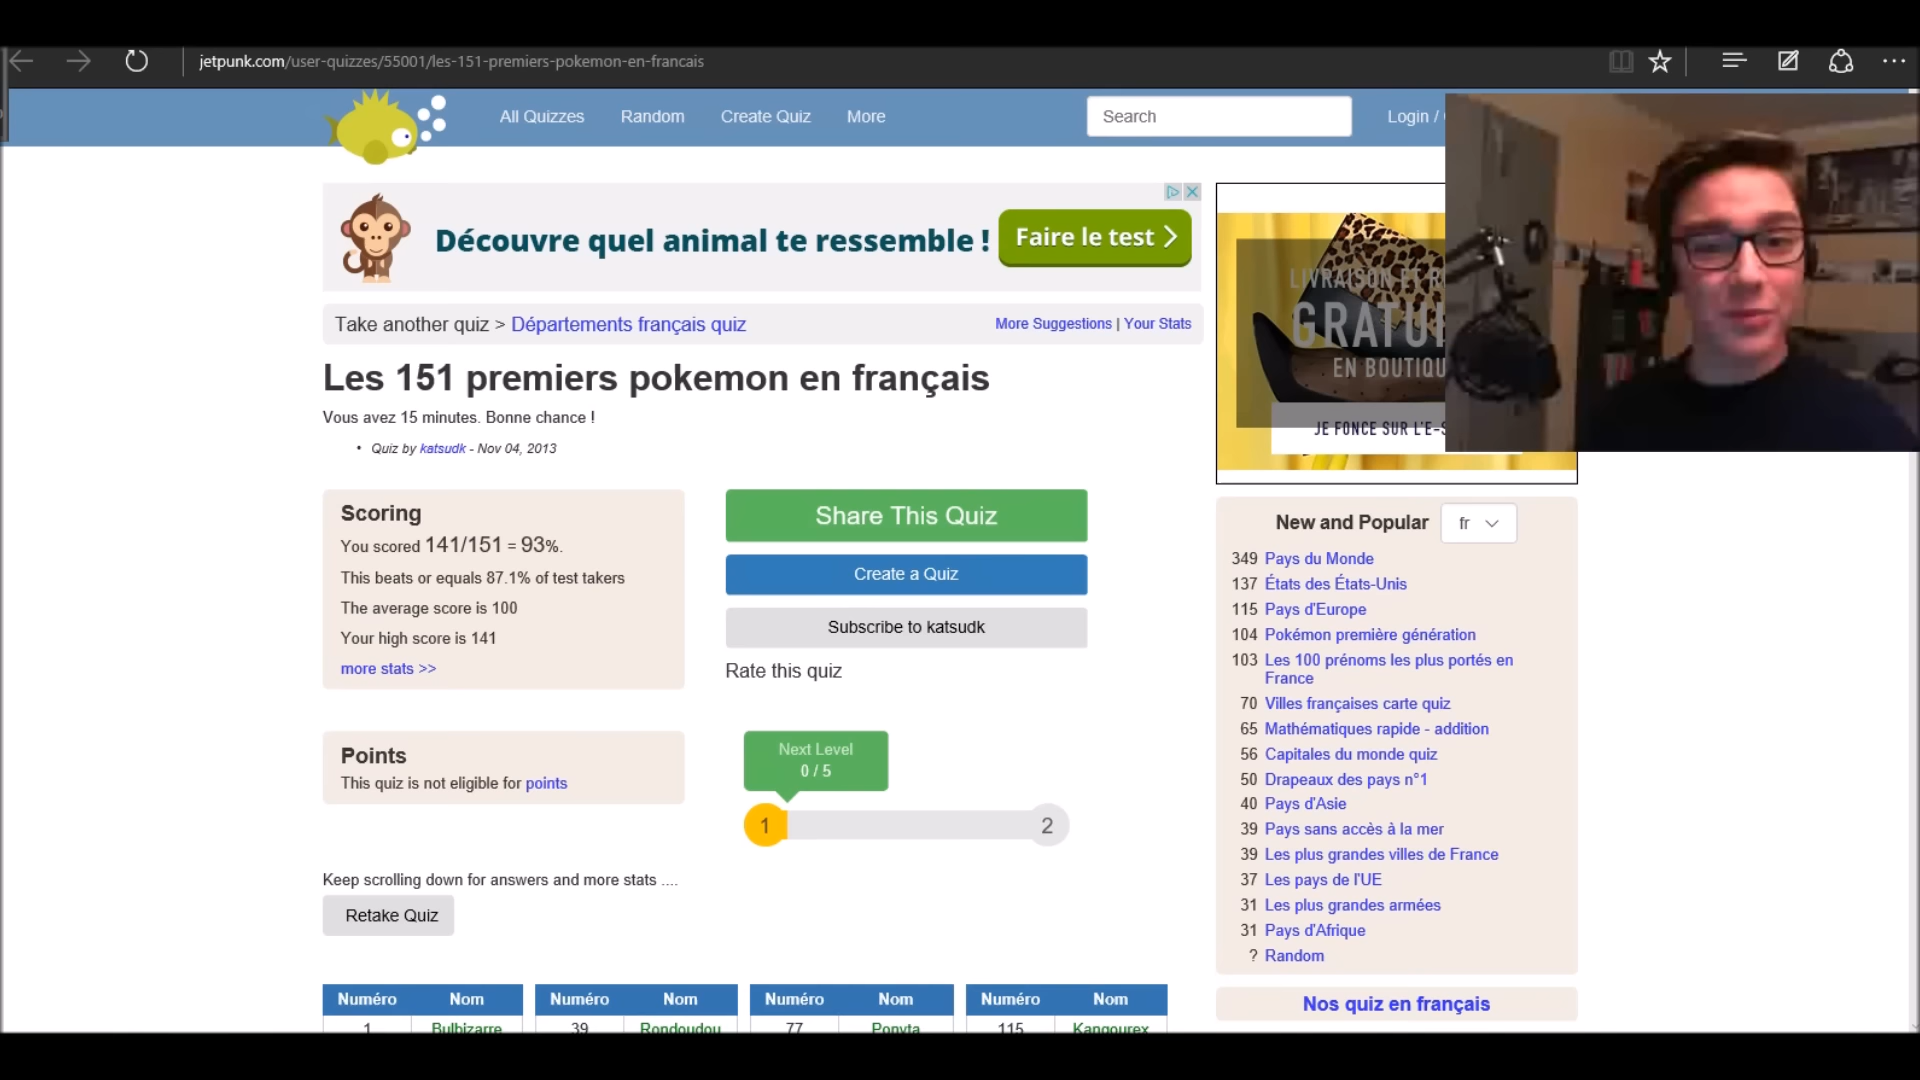 jetpunk.com/user-quizzes/55001/les-151-premiers-pokemon-en-francais
All Quizzes Random Create Quiz More Search Login /
Découvre quel animal te ressemble ! Faire le test >
Take another quiz > Départements français quiz More Suggestions | Your Stats
LIVRAISON ET
GRATU
EN BOUTIQU
JE FONCE SUR L'E-S
Les 151 premiers pokemon en français
Vous avez 15 minutes. Bonne chance !
• Quiz by katsudk - Nov 04, 2013
Scoring
You scored 141/151 = 93%.
This beats or equals 87.1% of test takers
The average score is 100
Your high score is 141
more stats >>
Share This Quiz
Create a Quiz
Subscribe to katsudk
Rate this quiz
Points
This quiz is not eligible for points
Next Level
0 / 5
1 2
Keep scrolling down for answers and more stats ....
Retake Quiz
Numéro Nom Numéro Nom Numéro Nom Numéro Nom
1 Bulbizarre 39 Rondoudou 77 Ponyta 115 Kangourex
New and Popular fr
349 Pays du Monde
137 États des États-Unis
115 Pays d'Europe
104 Pokémon première génération
103 Les 100 prénoms les plus portés en
France
70 Villes françaises carte quiz
65 Mathématiques rapide - addition
56 Capitales du monde quiz
50 Drapeaux des pays n°1
40 Pays d'Asie
39 Pays sans accès à la mer
39 Les plus grandes villes de France
37 Les pays de l'UE
31 Les plus grandes armées
31 Pays d'Afrique
? Random
Nos quiz en français